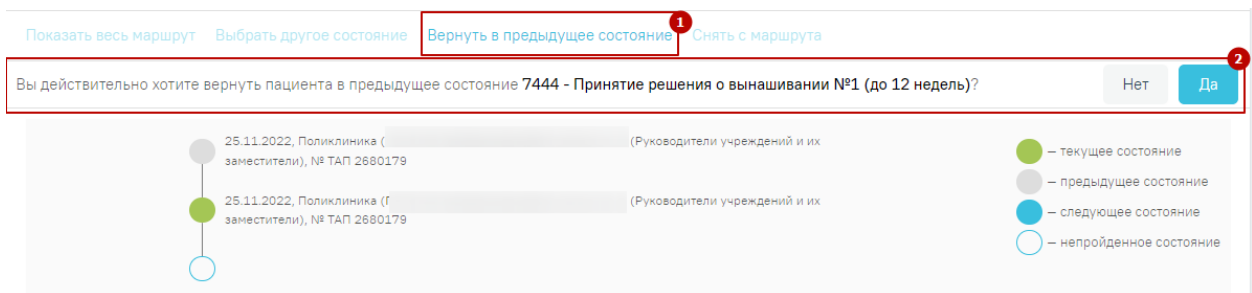 1
Показать весь маршрут Выбрать другое состояние Вернуть в предыдущее состояние Снять с маршрута
2
Вы действительно хотите вернуть пациента в предыдущее состояние 7444 - Принятие решения о вынашивании №1 (до 12 недель)? Нет Да
25.11.2022, Поликлиника ( (Руководители учреждений и их
заместители), № ТАП 2680179
— текущее состояние
— предыдущее состояние
25.11.2022, Поликлиника ( (Руководители учреждений и их
заместители), № ТАП 2680179
— следующее состояние
— непройденное состояние